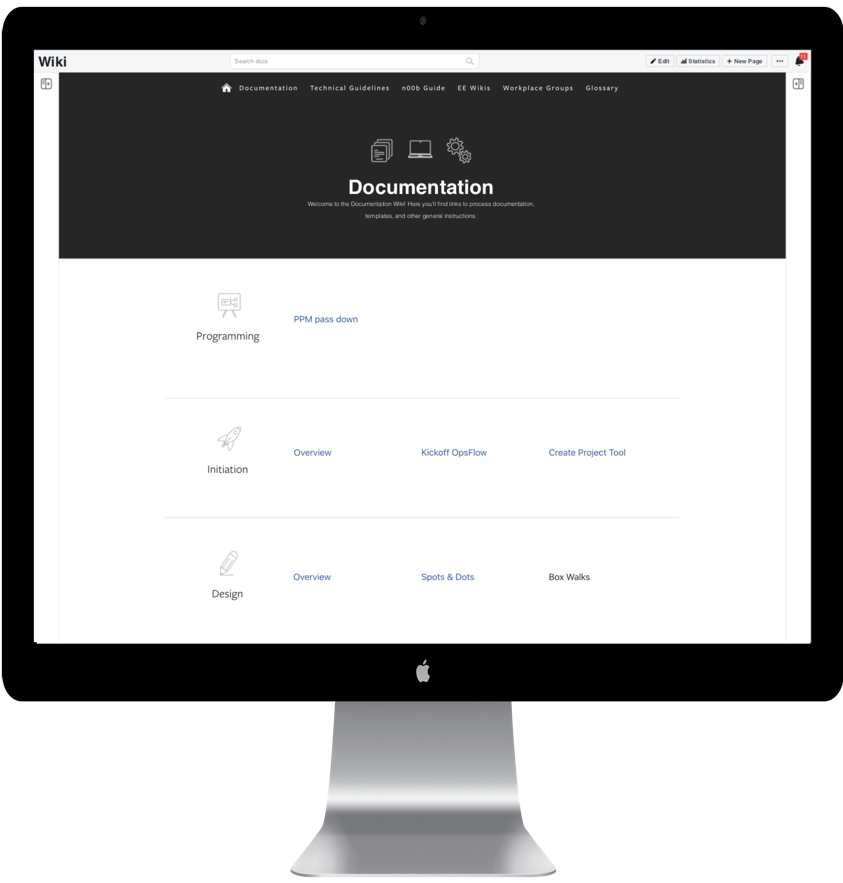 Wiki
Search docs
Edit
Statistics
+ New Page
11
Documentation Technical Guidelines n00b Guide EE Wikis Workplace Groups Glossary
Documentation
Welcome to the Documentation Wiki! Here you'll find links to process documentation,
templates, and other general instructions.
PPM pass down
Programming
Overview Kickoff OpsFlow Create Project Tool
Initiation
Overview Spots & Dots Box Walks
Design